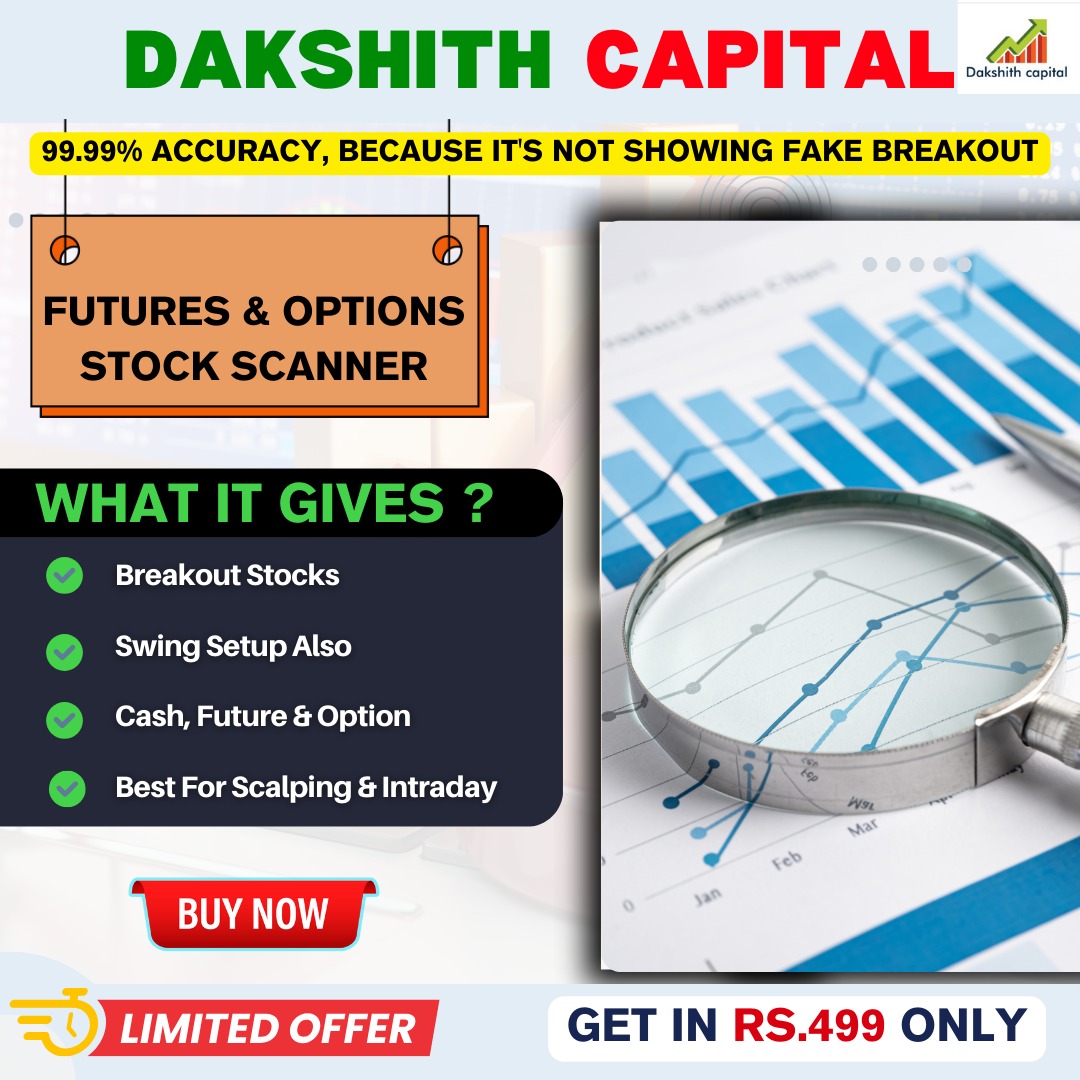 DAKSHITH CAPITAL
Dakshith capital
99.99% ACCURACY, BECAUSE IT'S NOT SHOWING FAKE BREAKOUT
FUTURES & OPTIONS
STOCK SCANNER
WHAT IT GIVES ?
Breakout Stocks
Swing Setup Also
Cash, Future & Option
Best For Scalping & Intraday
BUY NOW
Mar
0
Jan
Feb
Mar
LIMITED OFFER
GET IN RS.499 ONLY